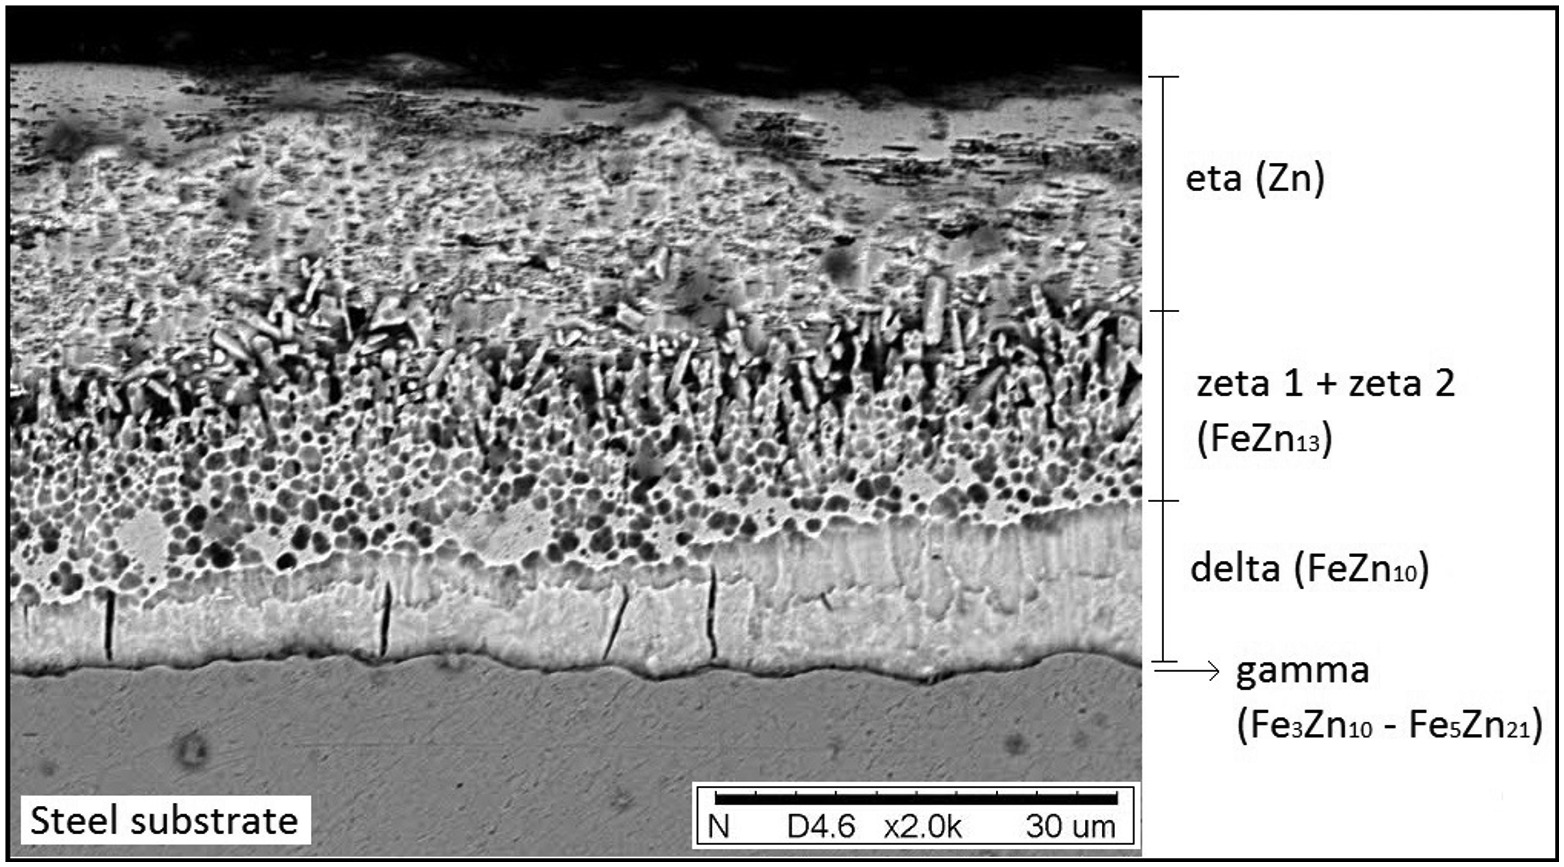 eta (Zn)
zeta 1 + zeta 2
(FeZn₁₃)
delta (FeZn₁₀)
gamma
(Fe₃Zn₁₀ - Fe₅Zn₂₁)
Steel substrate
N D4.6 x2.0k 30 um